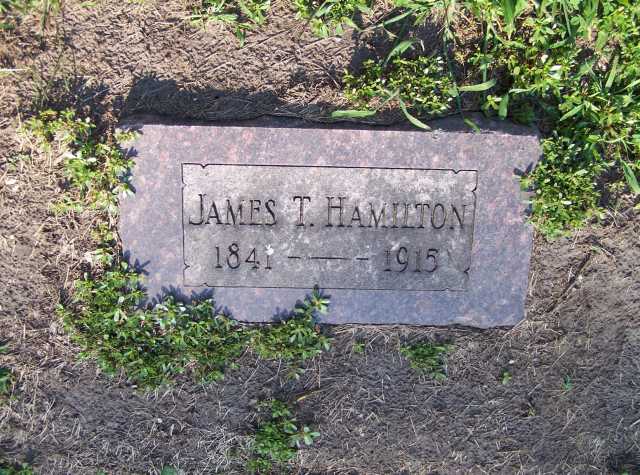 JAMES T. HAMILTON
1841 - — - 1915